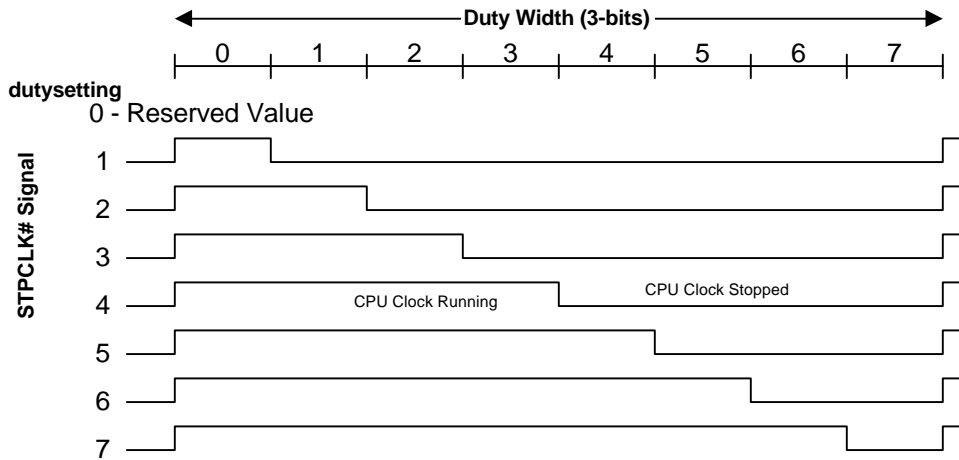 Duty Width (3-bits)
0 1 2 3 4 5 6 7
dutysetting
0 - Reserved Value
STPCLK# Signal
1
2
3
4
CPU Clock Running
CPU Clock Stopped
5
6
7